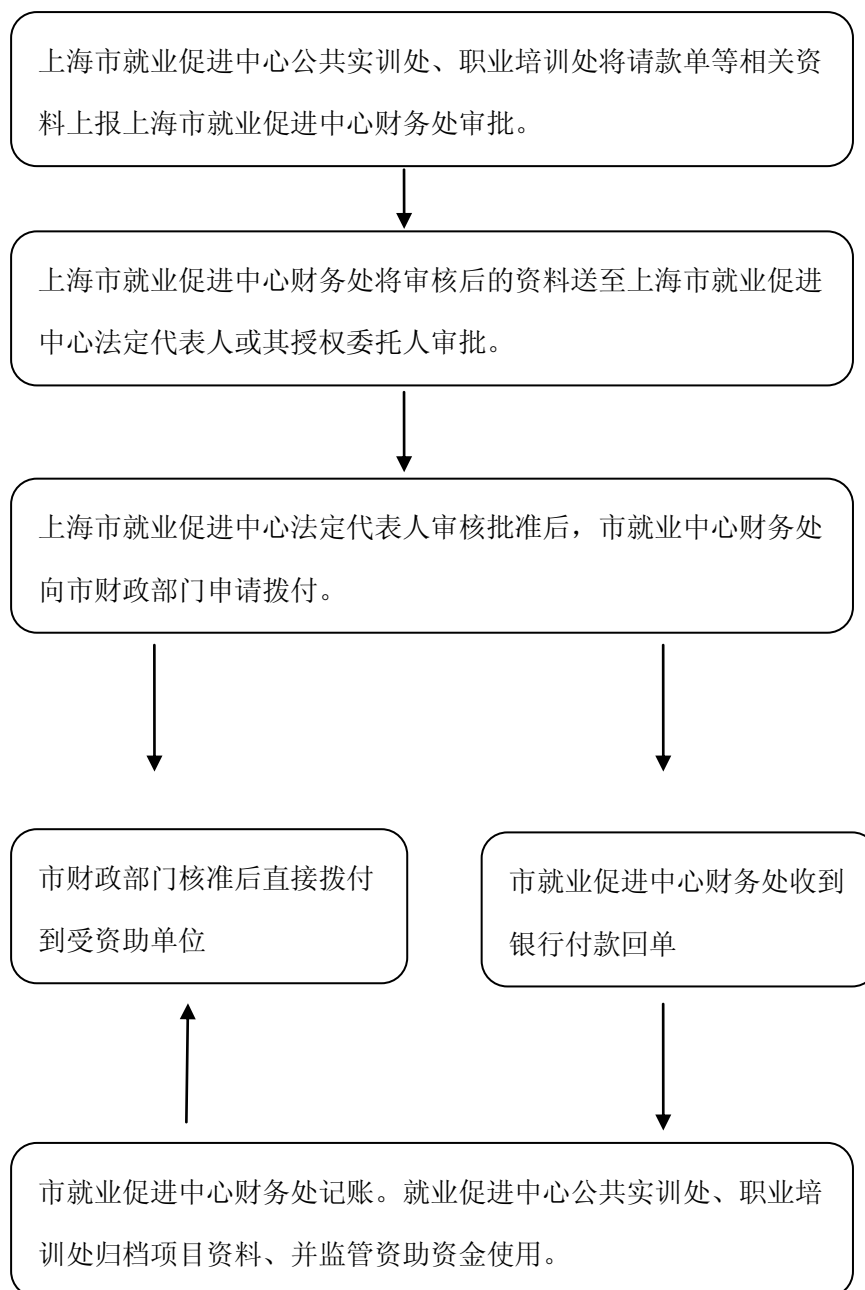 上海市就业促进中心公共实训处、职业培训处将请款单等相关资
料上报上海市就业促进中心财务处审批。
上海市就业促进中心财务处将审核后的资料送至上海市就业促进
中心法定代表人或其授权委托人审批。
上海市就业促进中心法定代表人审核批准后，市就业中心财务处
向市财政部门申请拨付。
市财政部门核准后直接拨付
到受资助单位
市就业促进中心财务处收到
银行付款回单
市就业促进中心财务处记账。就业促进中心公共实训处、职业培
训处归档项目资料、并监管资助资金使用。